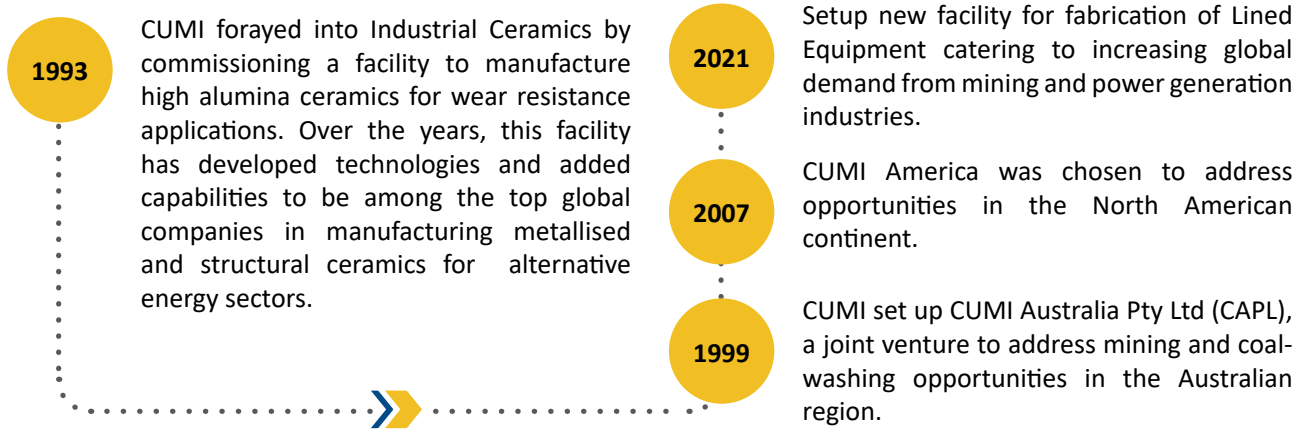 1993
CUMI forayed into Industrial Ceramics by
commissioning a facility to manufacture
high alumina ceramics for wear resistance
applications. Over the years, this facility
has developed technologies and added
capabilities to be among the top global
companies in manufacturing metallised
and structural ceramics for alternative
energy sectors.
2021
Setup new facility for fabrication of Lined
Equipment catering to increasing global
demand from mining and power generation
industries.
2007
CUMI America was chosen to address
opportunities in the North American
continent.
1999
CUMI set up CUMI Australia Pty Ltd (CAPL),
a joint venture to address mining and coal-
washing opportunities in the Australian
region.